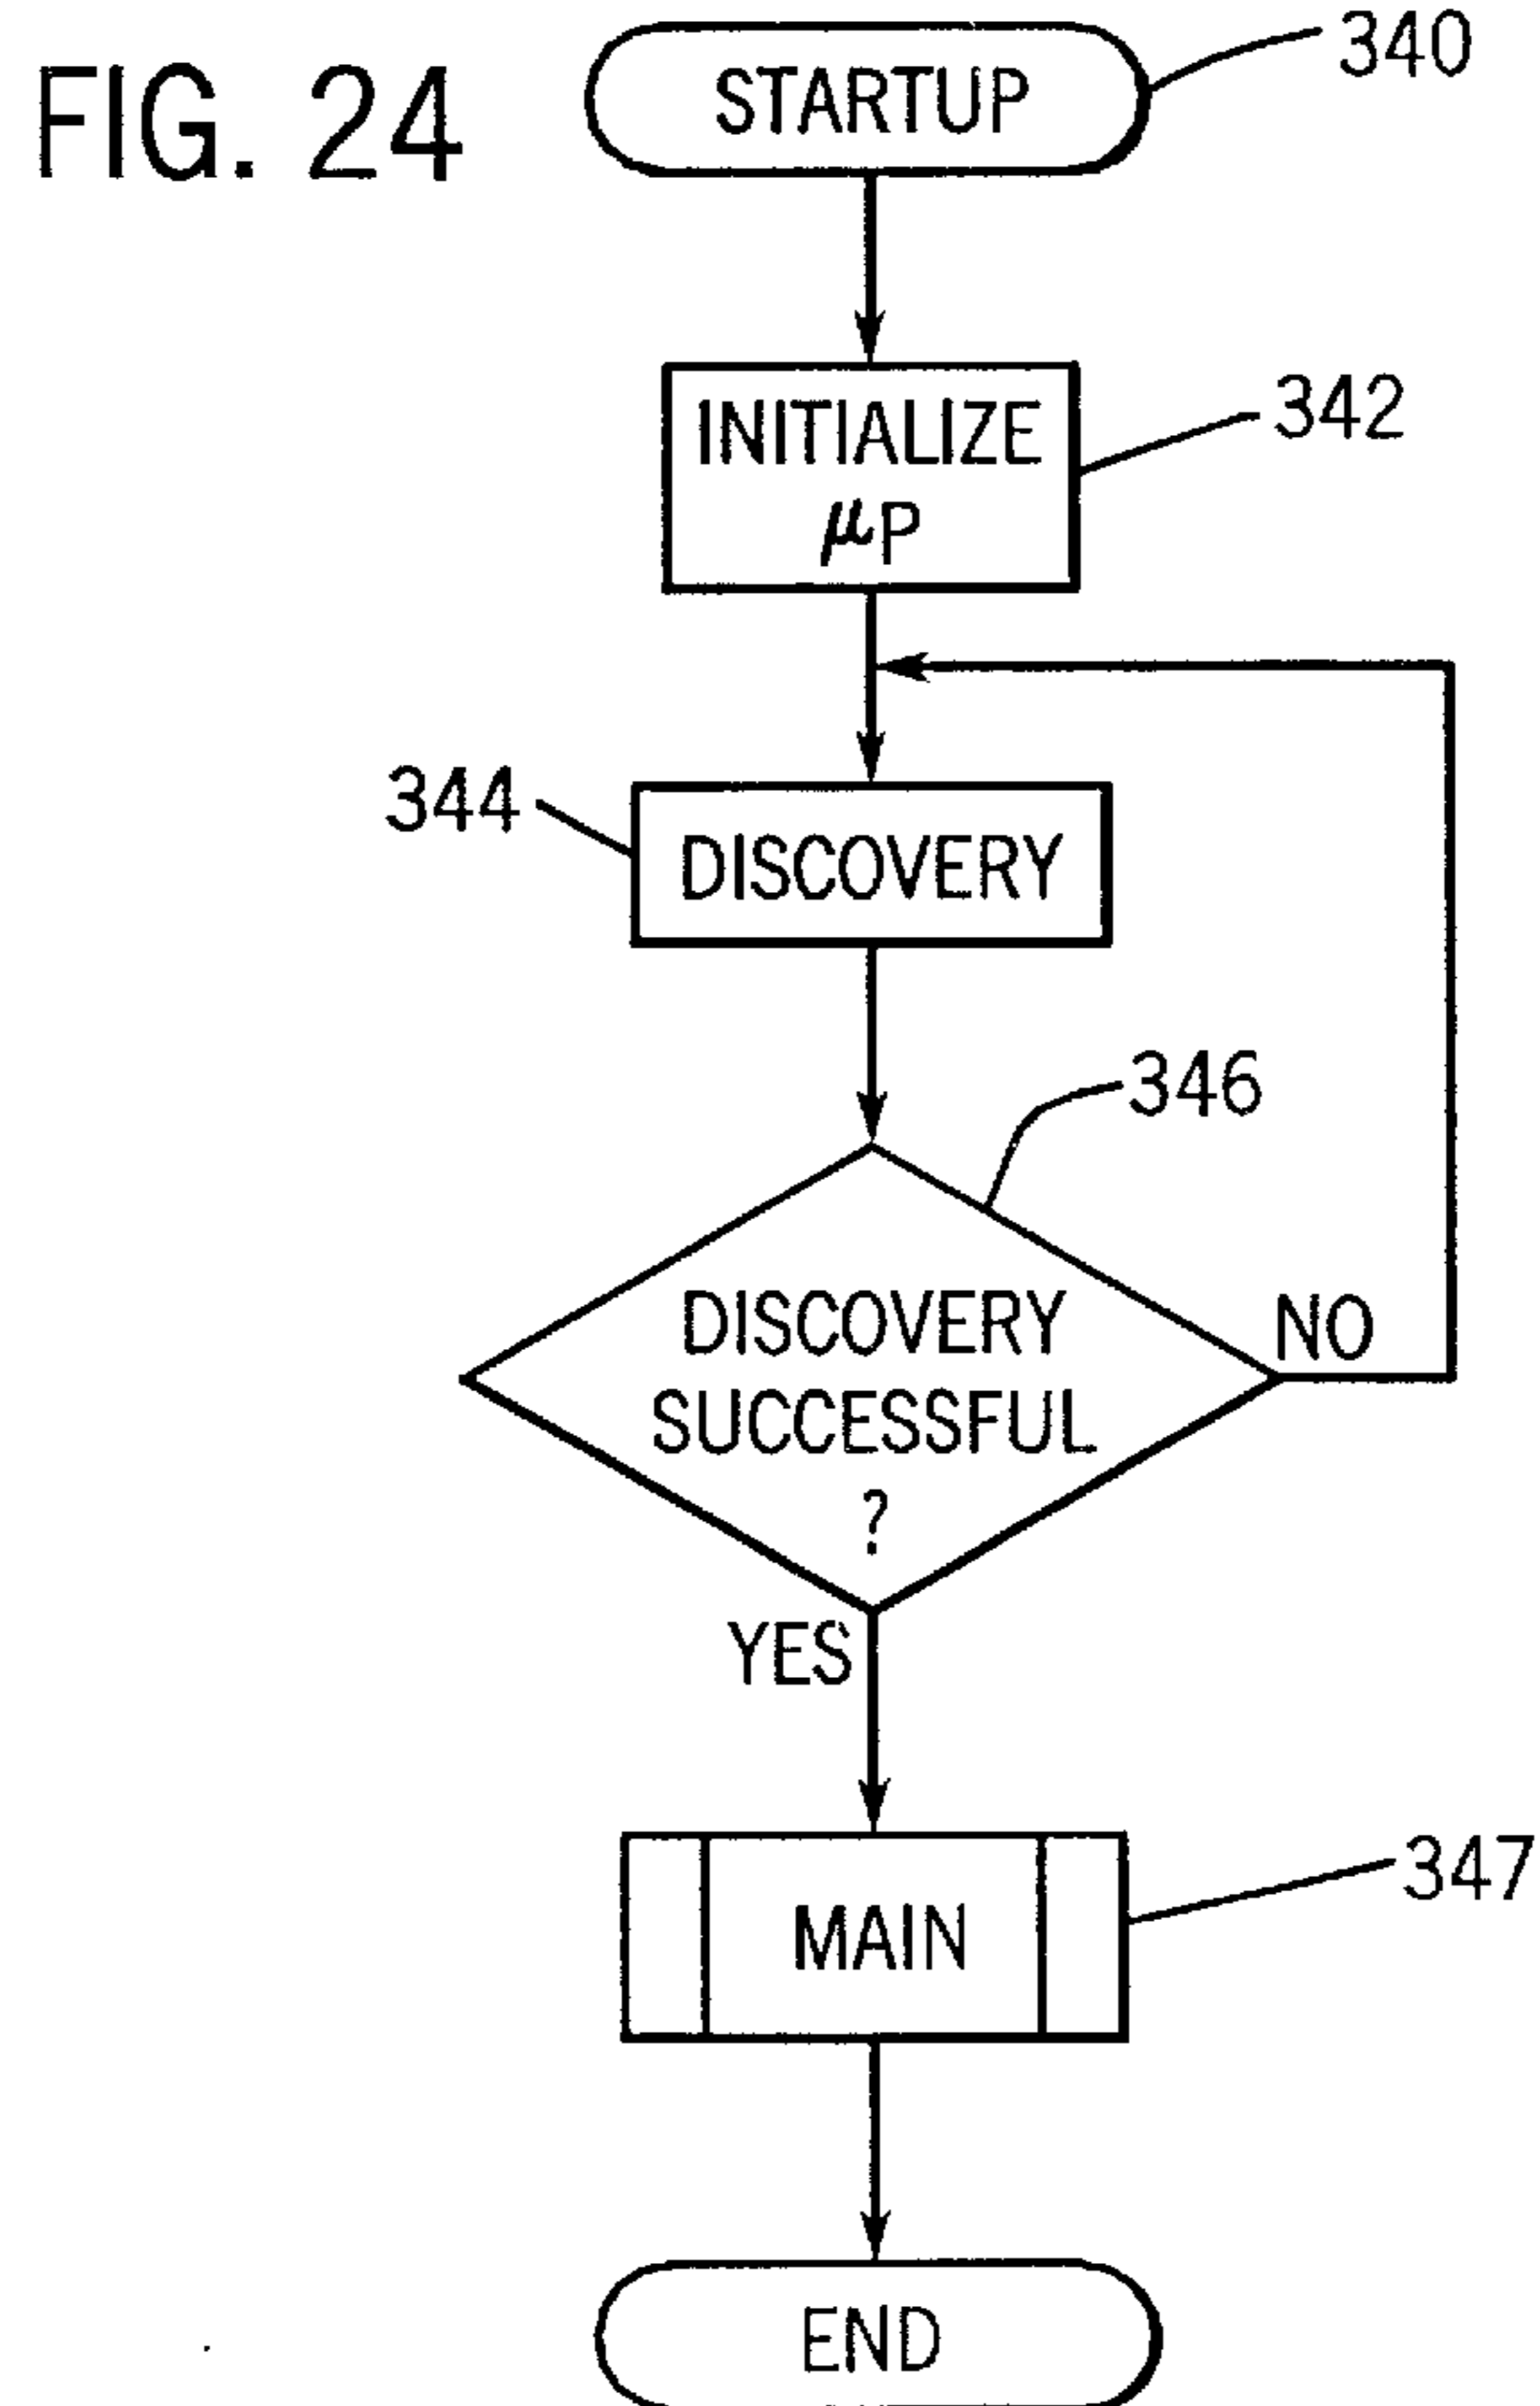 FIG. 24
STARTUP
340
INITIALIZE
μP
342
344
DISCOVERY
346
DISCOVERY
SUCCESSFUL
?
NO
YES
MAIN
347
END